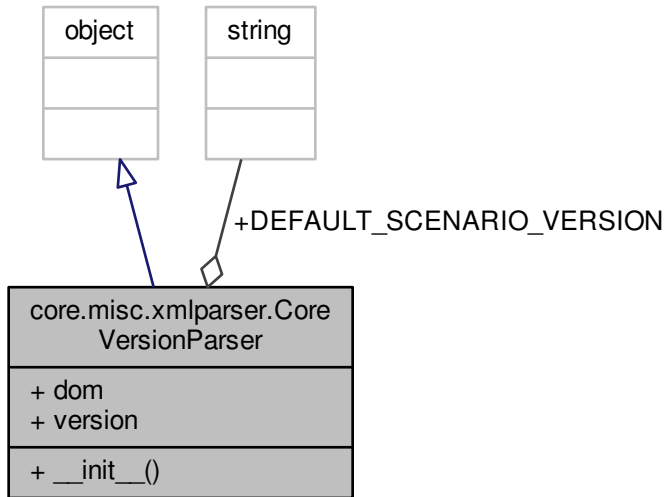 object
string
+DEFAULT_SCENARIO_VERSION
core.misc.xmlparser.Core
VersionParser
+ dom
+ version
+ __init__()